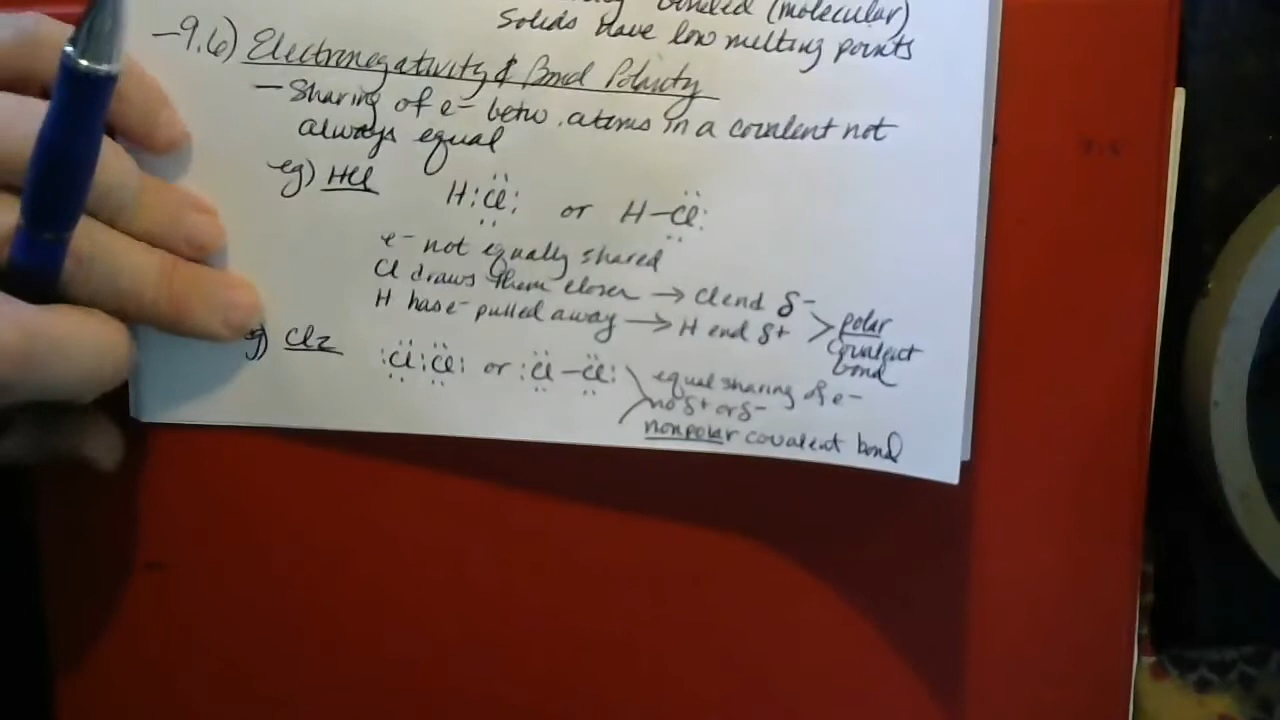 bonded (molecular)
Solids have low melting points
-9.6) Electronegativity & Bond Polarity
- Sharing of e- betw. atoms in a covalent not
always equal
eg) HCl H:Cl: or H-Cl:
e- not equally shared
Cl draws them closer → Cl end δ-
H has e- pulled away → H end δ+ > polar
covalent
bond
eg) Cl2 :Cl:Cl: or :Cl-Cl: equal sharing of e-
no δ+ or δ-
nonpolar covalent bond